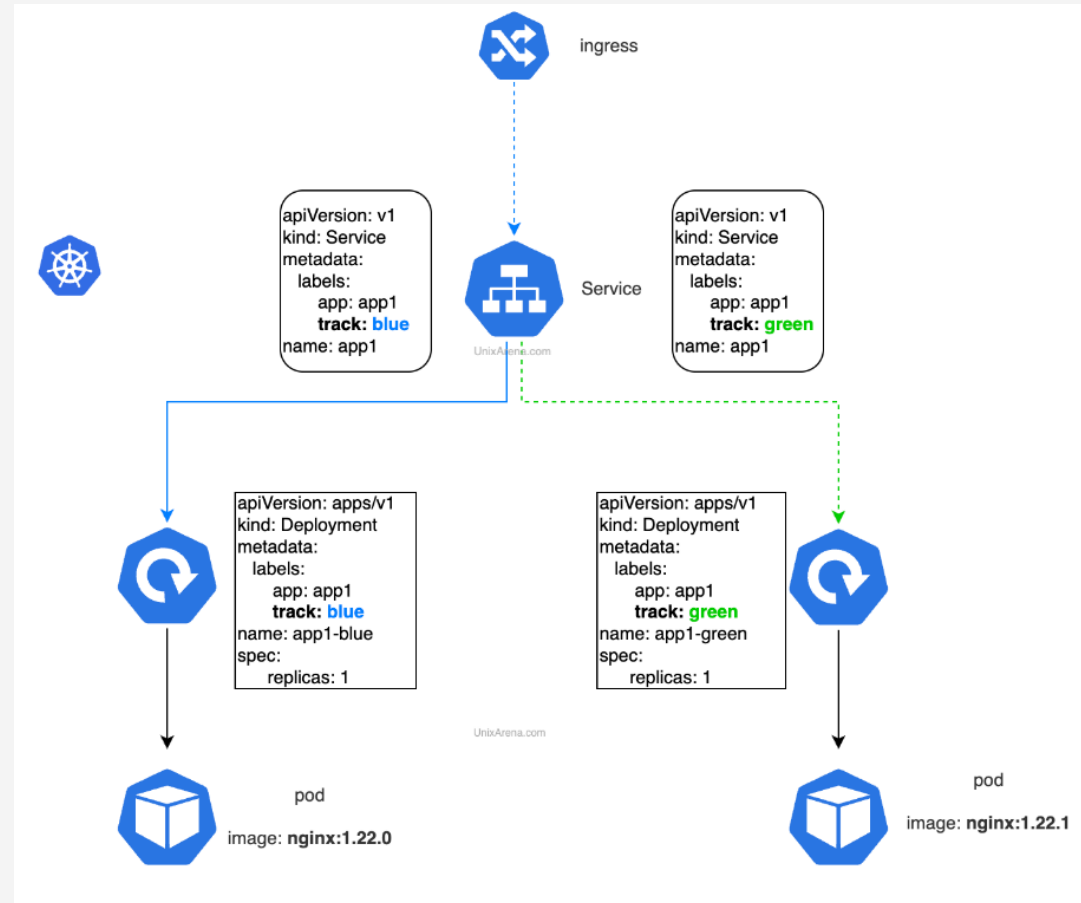 ingress
apiVersion: v1
kind: Service
metadata:
labels:
app: app1
track: blue
name: app1
Service
apiVersion: v1
kind: Service
metadata:
labels:
app: app1
track: green
name: app1
UnixArena.com
apiVersion: apps/v1
kind: Deployment
metadata:
labels:
app: app1
track: blue
name: app1-blue
spec:
replicas: 1
apiVersion: apps/v1
kind: Deployment
metadata:
labels:
app: app1
track: green
name: app1-green
spec:
replicas: 1
UnixArena.com
pod
image: nginx:1.22.0
pod
image: nginx:1.22.1